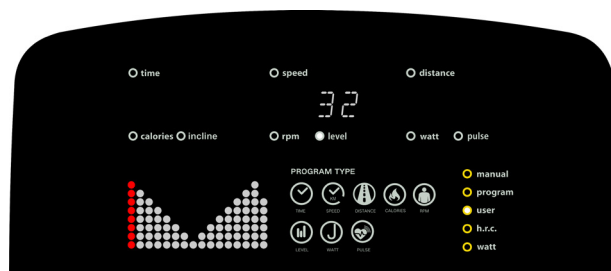 time speed distance
32
calories incline rpm level watt pulse
PROGRAM TYPE
manual
program
KM
TIME SPEED DISTANCE CALORIES RPM
user
h.r.c.
LEVEL WATT PULSE
watt